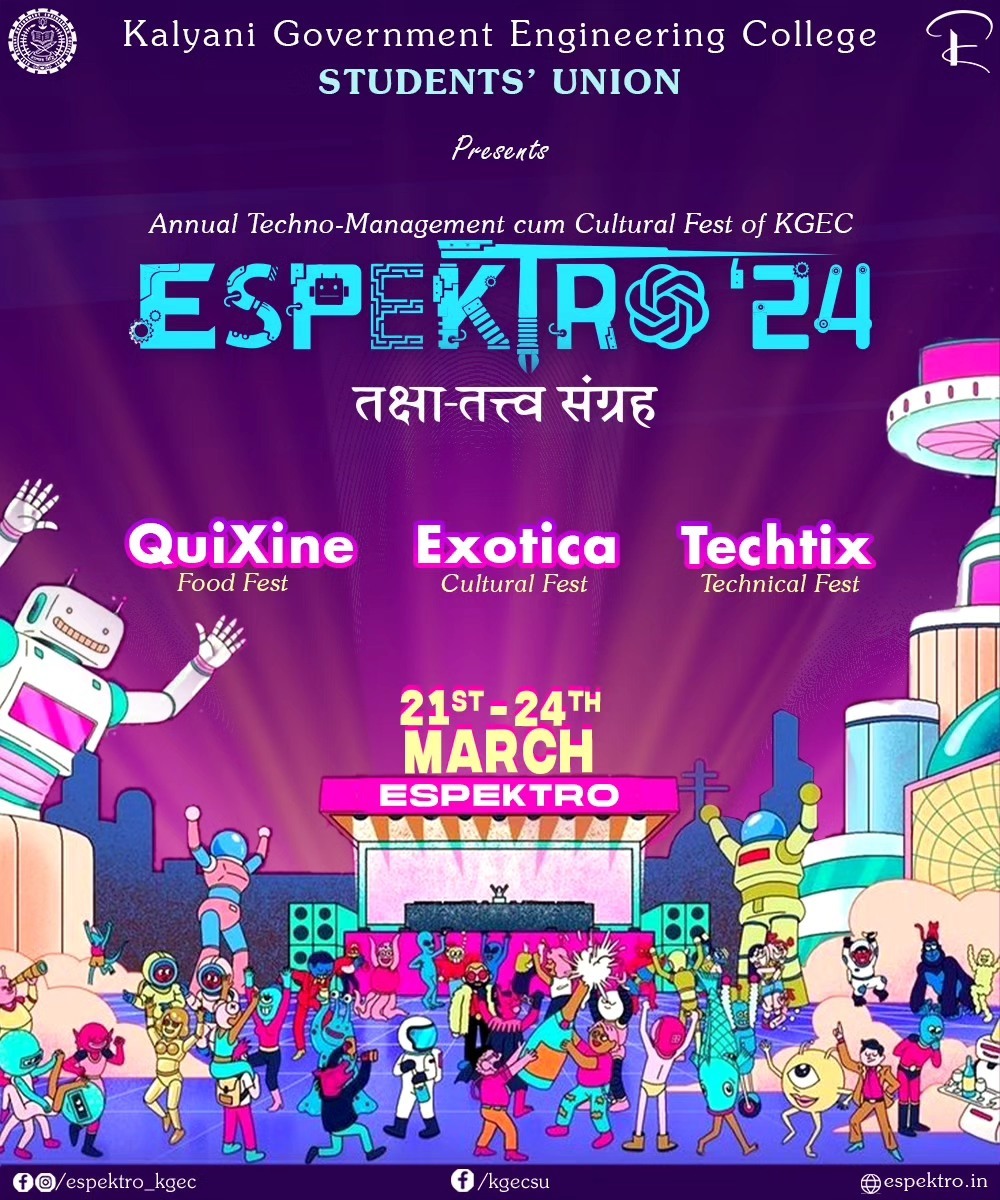 Kalyani Government Engineering College
STUDENTS' UNION
Presents
Annual Techno-Management cum Cultural Fest of KGEC
ESPEKTRO '24
तक्षा-तत्त्व संग्रह
QuiXine Exotica Techtix
Food Fest Cultural Fest Technical Fest
21ST - 24TH
MARCH
ESPEKTRO
/espektro_kgec /kgecsu espektro.in